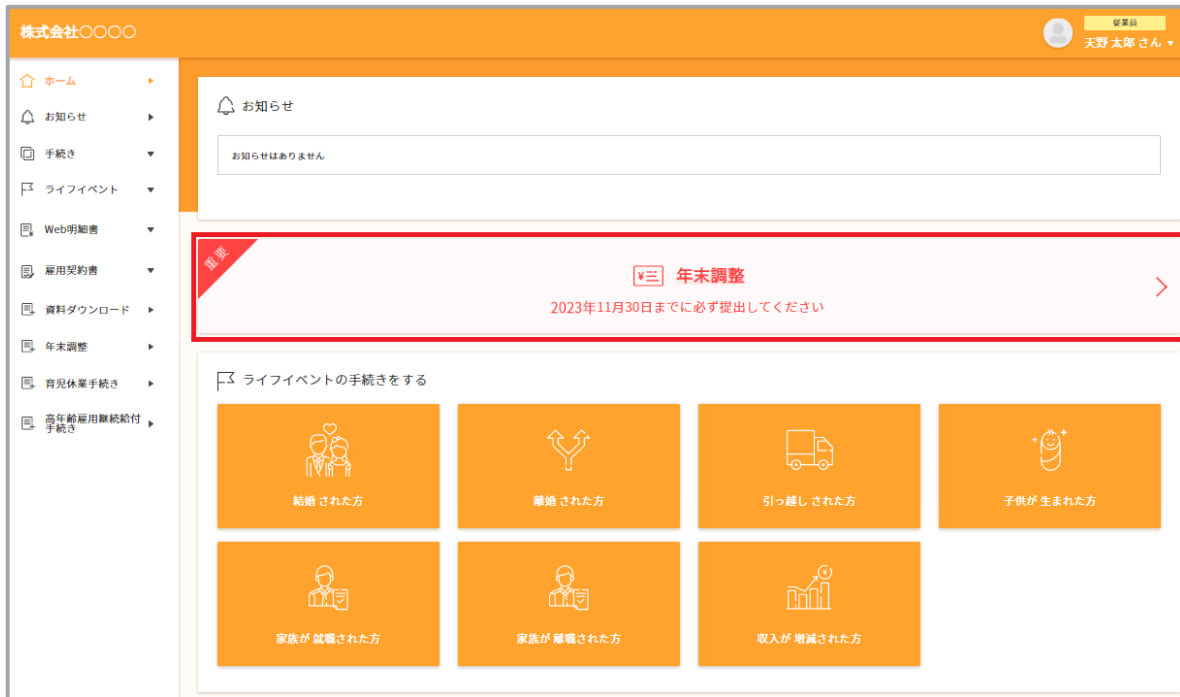 株式会社〇〇〇〇
従業員
天野 太郎 さん ▼
ホーム
お知らせ
手続き
ライフイベント
Web明細書
雇用契約書
資料ダウンロード
年末調整
育児休業手続き
高年齢雇用継続給付
手続き
お知らせ
お知らせはありません
重要
年末調整
2023年11月30日までに必ず提出してください
ライフイベントの手続きをする
結婚 された方
離婚 された方
引っ越し された方
子供が 生まれた方
家族が 就職された方
家族が 離職された方
収入が 増減された方